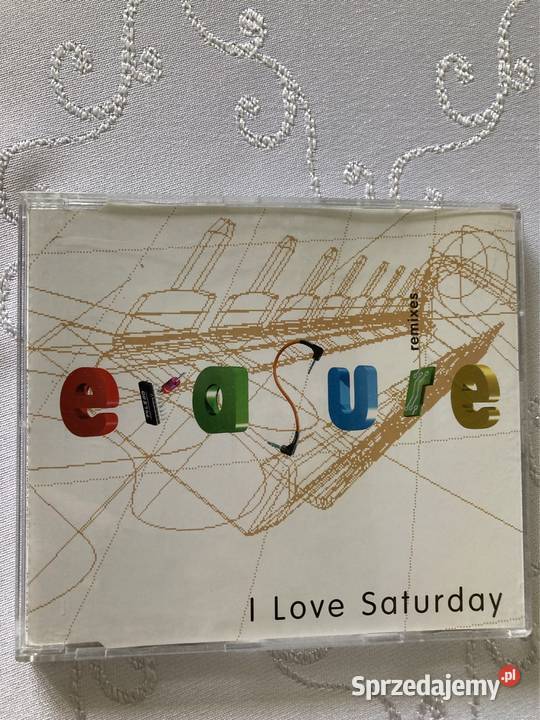 remixes
erasure
I Love Saturday
Sprzedajemy.pl